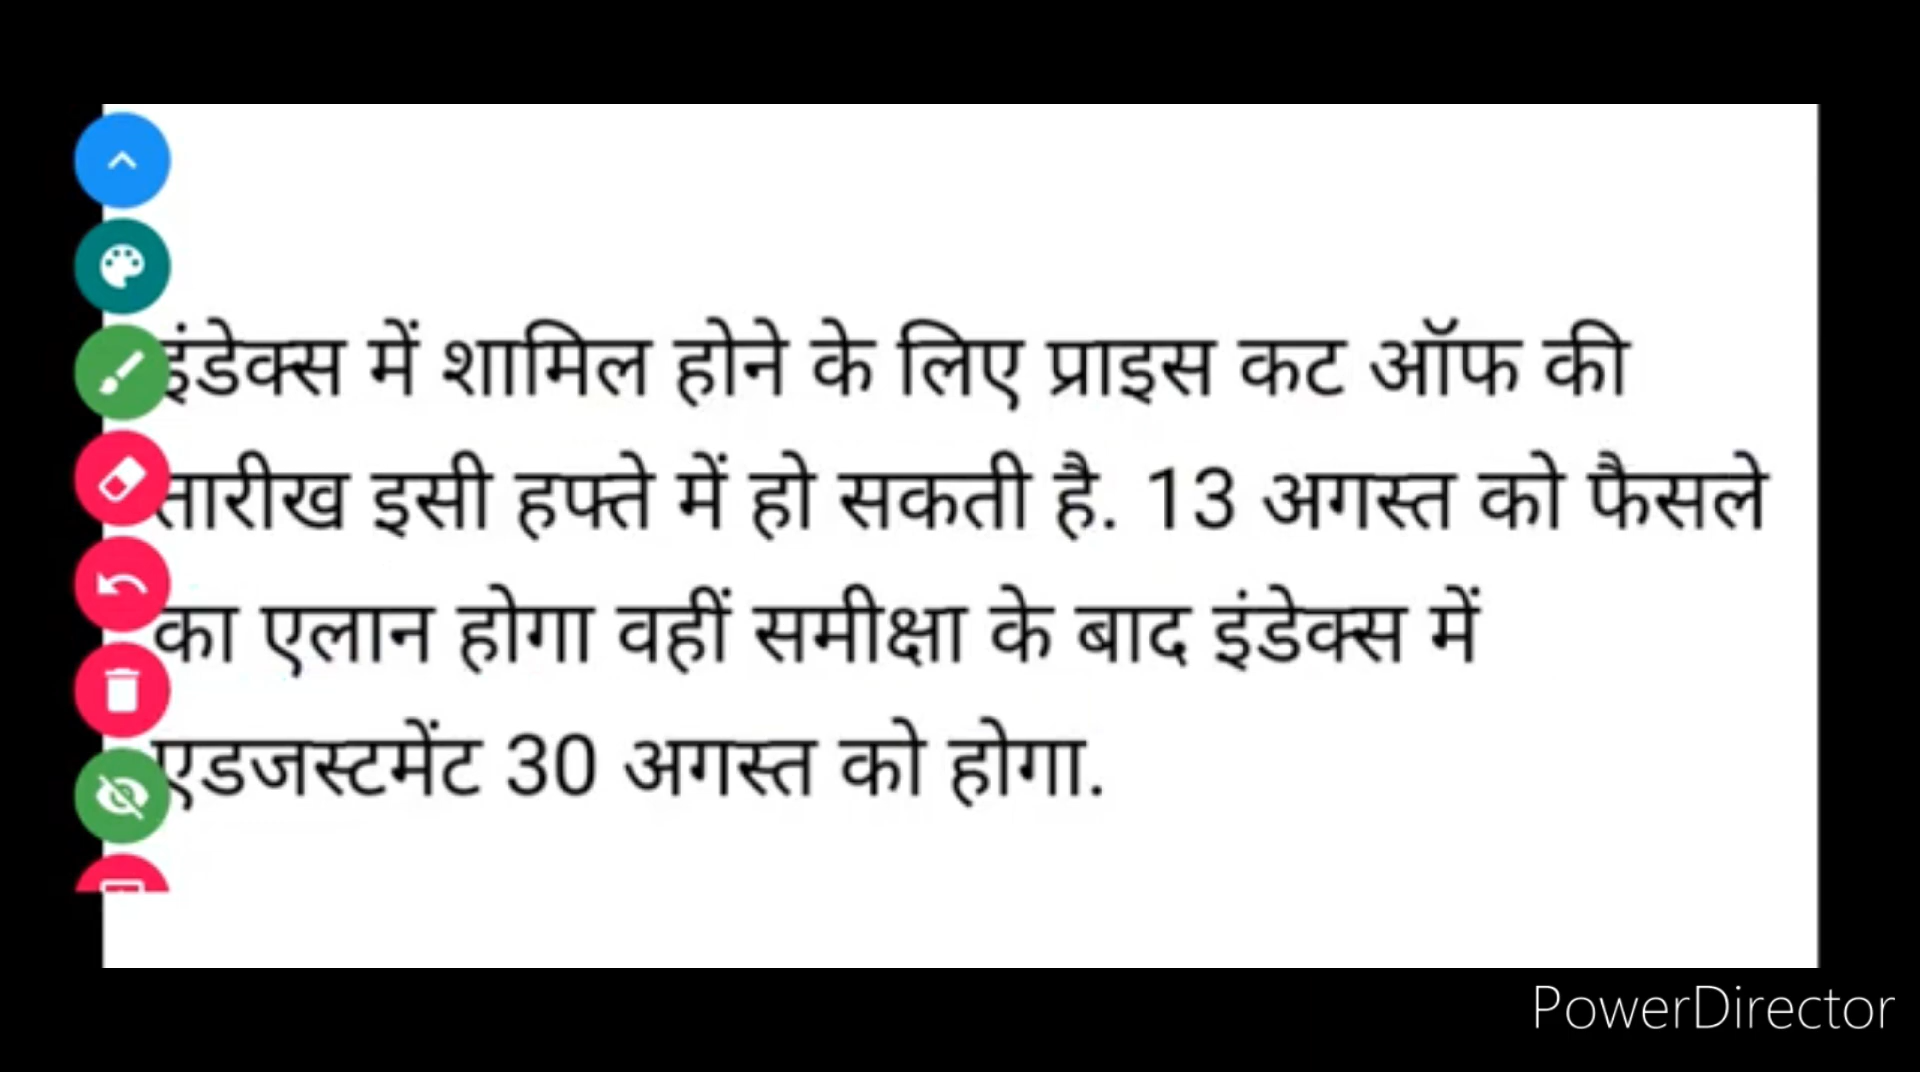 इंडेक्स में शामिल होने के लिए प्राइस कट ऑफ की
तारीख इसी हफ्ते में हो सकती है. 13 अगस्त को फैसले
का एलान होगा वहीं समीक्षा के बाद इंडेक्स में
एडजस्टमेंट 30 अगस्त को होगा.
PowerDirector